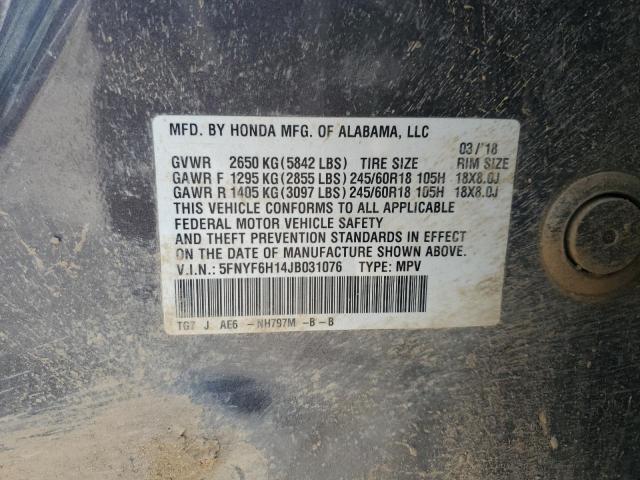 MFD. BY HONDA MFG. OF ALABAMA, LLC
03/'18
GVWR 2650 KG(5842 LBS) TIRE SIZE RIM SIZE
GAWR F 1295 KG(2855 LBS) 245/60R18 105H 18X8.0J
GAWR R 1405 KG(3097 LBS) 245/60R18 105H 18X8.0J
THIS VEHICLE CONFORMS TO ALL APPLICABLE
FEDERAL MOTOR VEHICLE SAFETY
AND THEFT PREVENTION STANDARDS IN EFFECT
ON THE DATE OF MANUFACTURE SHOWN ABOVE.
V.I.N.: 5FNYF6H14JB031076 TYPE: MPV
TG7 J AE6 -NH797M -B-B